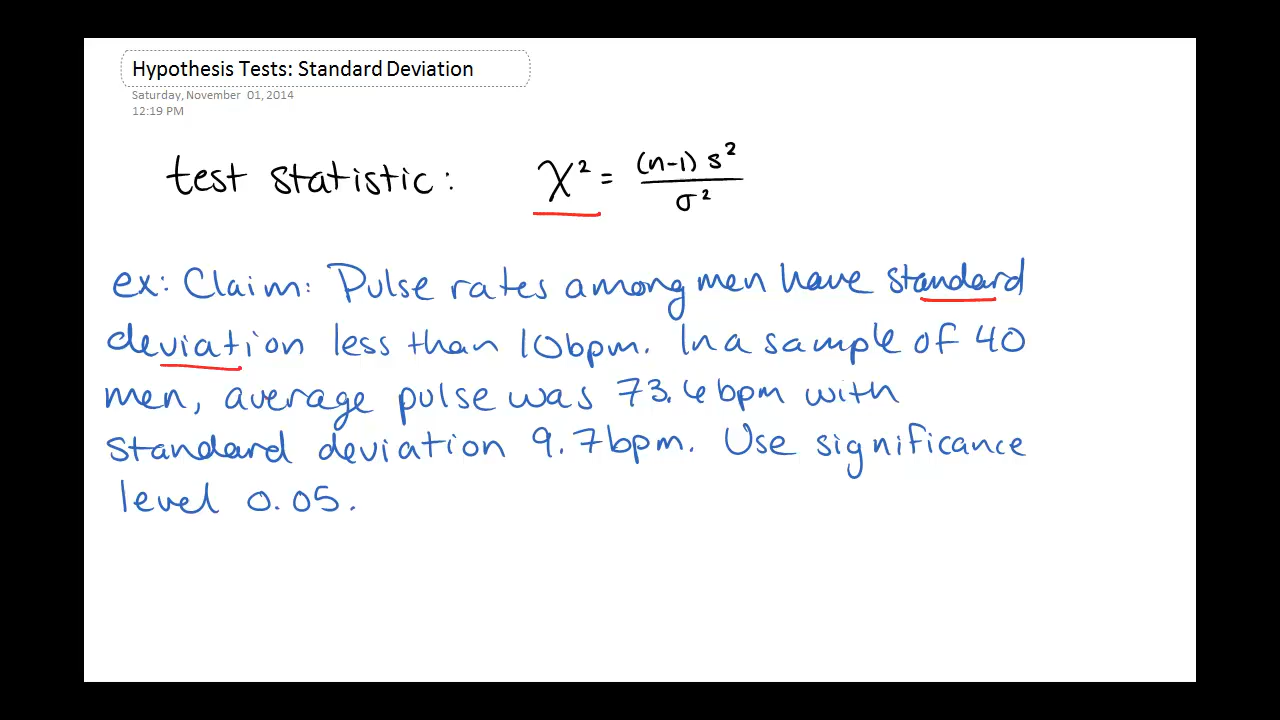 Hypothesis Tests: Standard Deviation
Saturday, November 01, 2014
12:19 PM
test statistic: χ² = (n-1) s² / σ²
ex: Claim: Pulse rates among men have standard
deviation less than 10bpm. In a sample of 40
men, average pulse was 73.6bpm with
standard deviation 9.7bpm. Use significance
level 0.05.